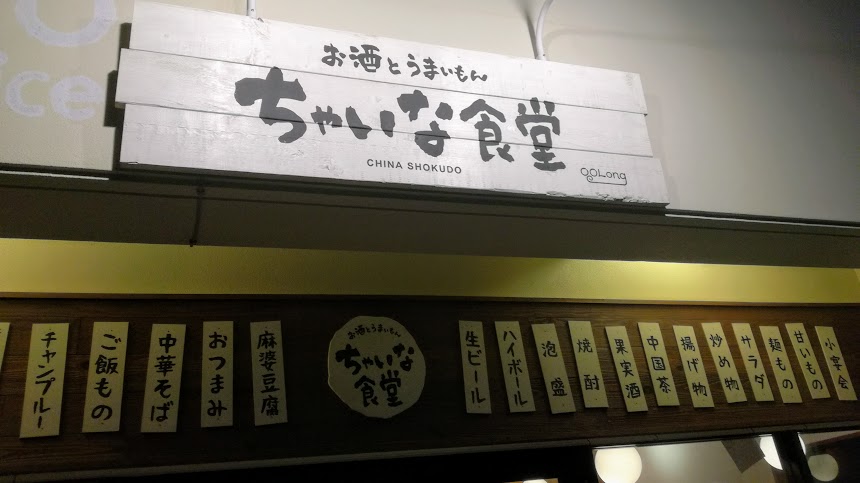 お酒とうまいもん
ちゃいな食堂
CHINA SHOKUDO
OOLong
ice
チャンプルー
ご飯もの
中華そば
おつまみ
麻婆豆腐
お酒とうまいもん
ちゃいな
食堂
生ビール
ハイボール
泡盛
焼酎
果実酒
中国茶
揚げ物
炒め物
サラダ
麺もの
甘いもの
小宴会